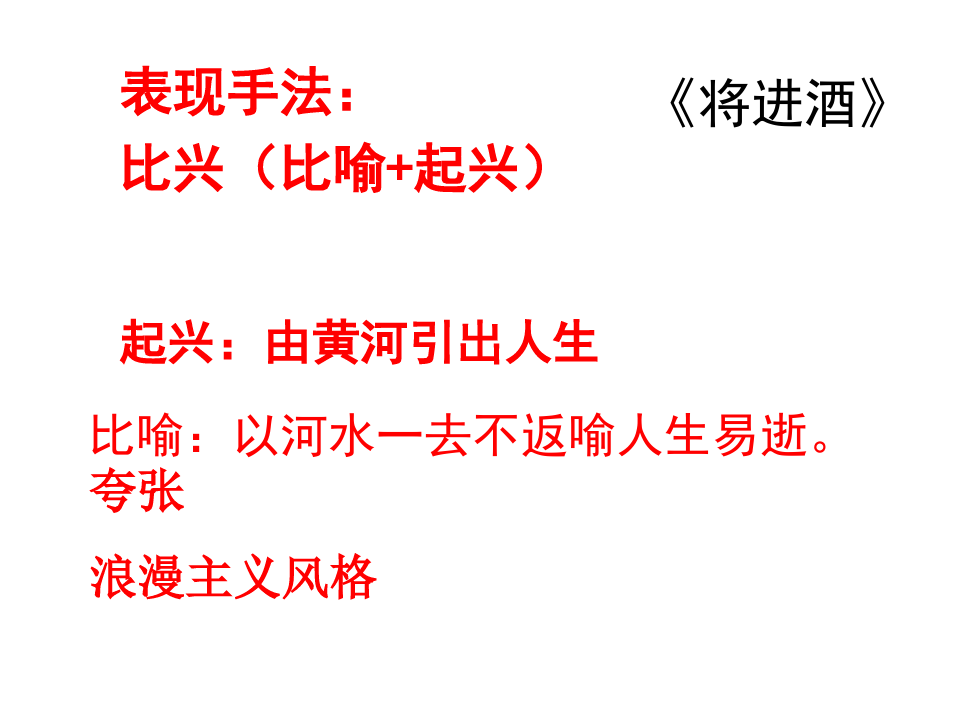 表现手法：
《将进酒》
比兴（比喻+起兴）
起兴：由黄河引出人生
比喻：以河水一去不返喻人生易逝。
夸张
浪漫主义风格